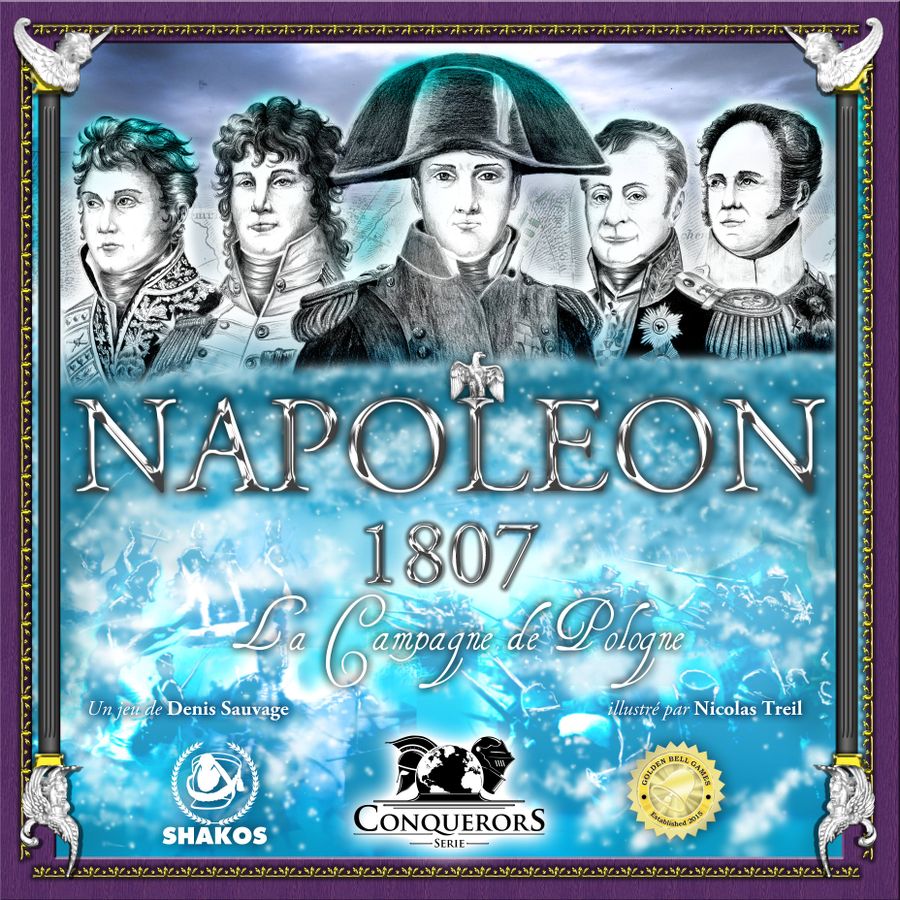 NAPOLEON
1807
La Campagne de Pologne
Un jeu de Denis Sauvage
illustré par Nicolas Treil
SHAKOS
CONQUERORS
SERIE
GOLDEN BELL GAMES
Established 2015